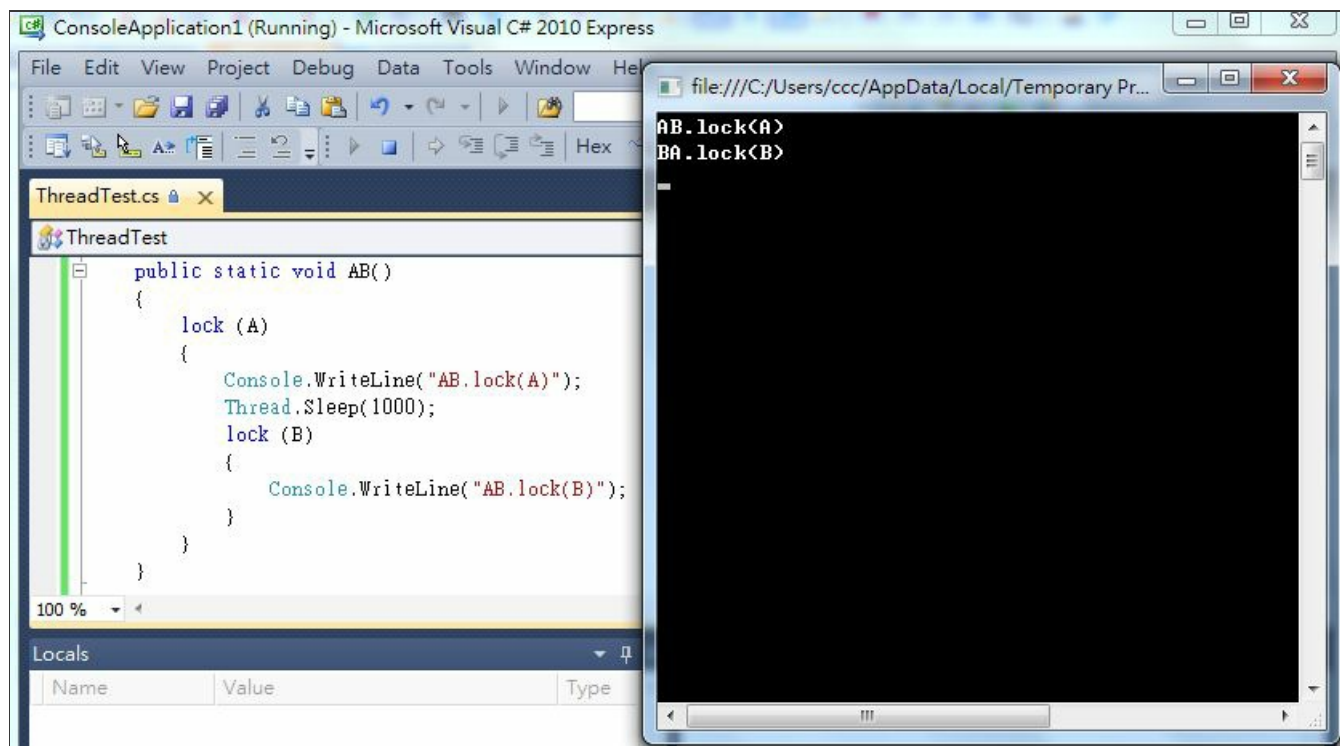 ConsoleApplication1 (Running) - Microsoft Visual C# 2010 Express
File Edit View Project Debug Data Tools Window Hel
Hex
ThreadTest.cs
ThreadTest
public static void AB()
{
lock (A)
{
Console.WriteLine("AB.lock(A)");
Thread.Sleep(1000);
lock (B)
{
Console.WriteLine("AB.lock(B)");
}
}
}
100 %
Locals
Name Value Type
file:///C:/Users/ccc/AppData/Local/Temporary Pr...
AB.lock(A)
BA.lock(B)